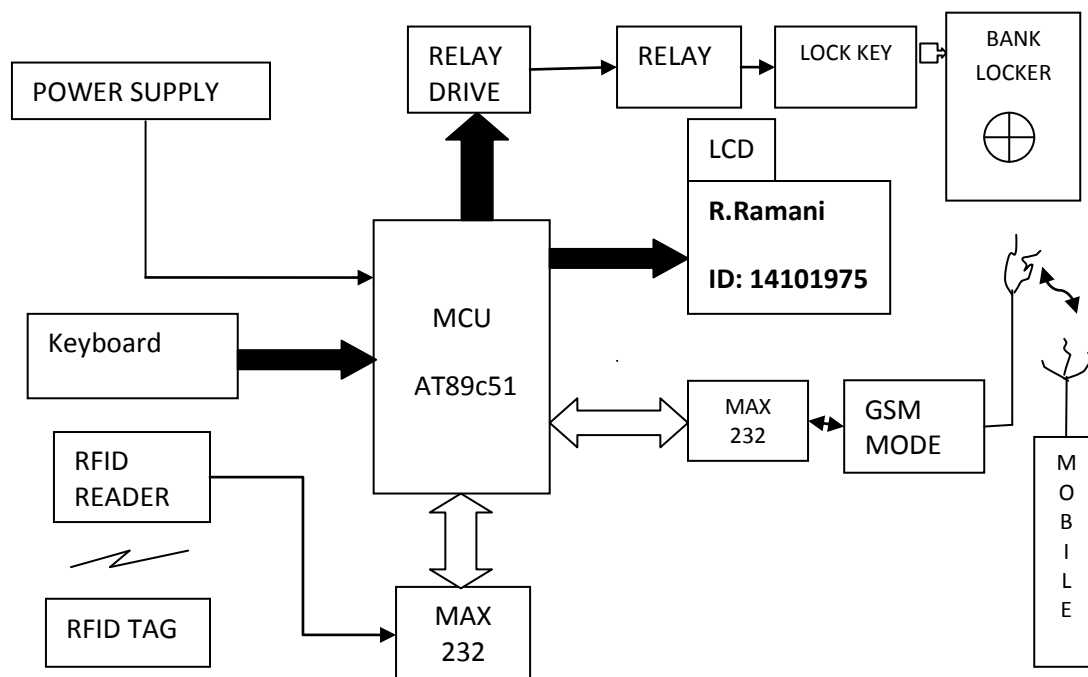 RELAY
DRIVE
RELAY
LOCK KEY
BANK
LOCKER
POWER SUPPLY
LCD
R.Ramani
ID: 14101975
MCU
AT89c51
Keyboard
MAX
232
GSM
MODE
RFID
READER
M
O
B
I
L
E
RFID TAG
MAX
232